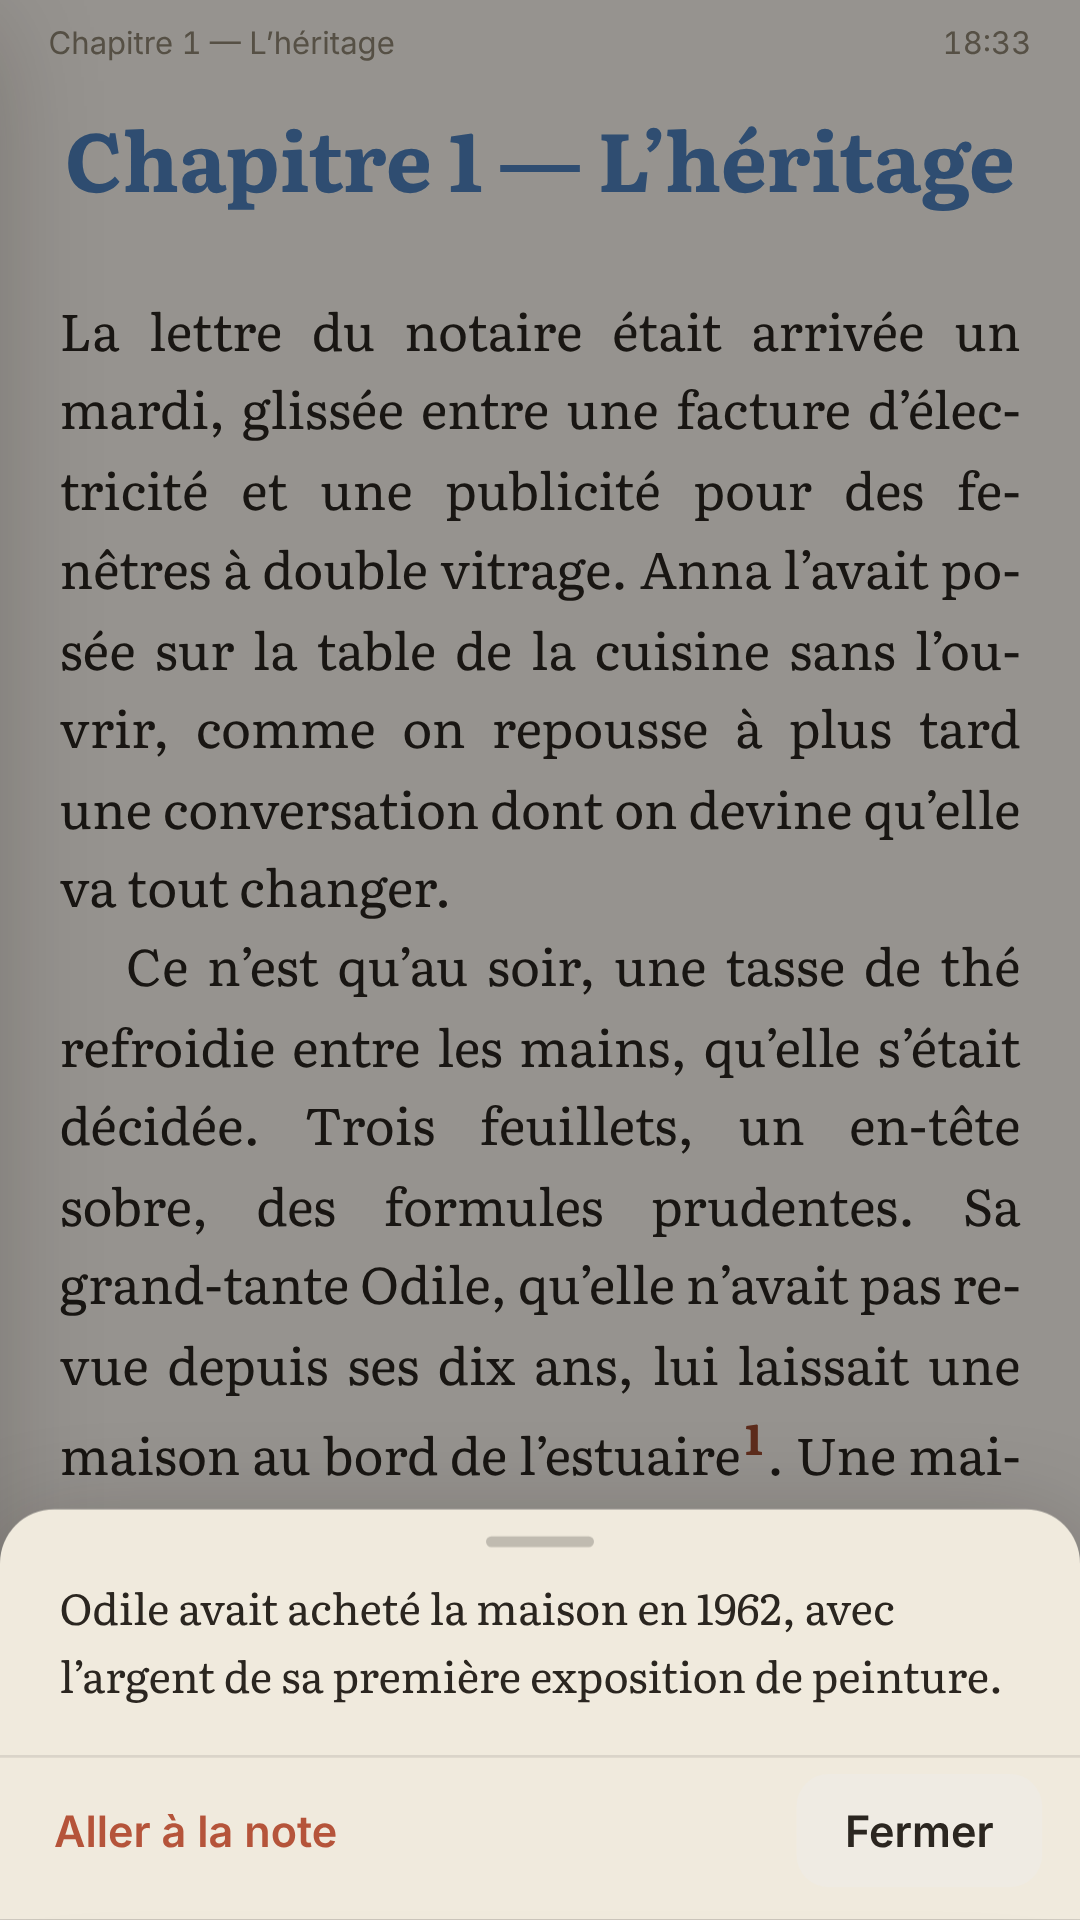 Chapitre 1 — L’héritage
18:33
Chapitre 1 — L’héritage
La lettre du notaire était arrivée un
mardi, glissée entre une facture d’élec-
tricité et une publicité pour des fe-
nêtres à double vitrage. Anna l’avait po-
sée sur la table de la cuisine sans l’ou-
vrir, comme on repousse à plus tard
une conversation dont on devine qu’elle
va tout changer.
Ce n’est qu’au soir, une tasse de thé
refroidie entre les mains, qu’elle s’était
décidée. Trois feuillets, un en-tête
sobre, des formules prudentes. Sa
grand-tante Odile, qu’elle n’avait pas re-
vue depuis ses dix ans, lui laissait une
maison au bord de l’estuaire¹. Une mai-
Odile avait acheté la maison en 1962, avec
l’argent de sa première exposition de peinture.
Aller à la note
Fermer